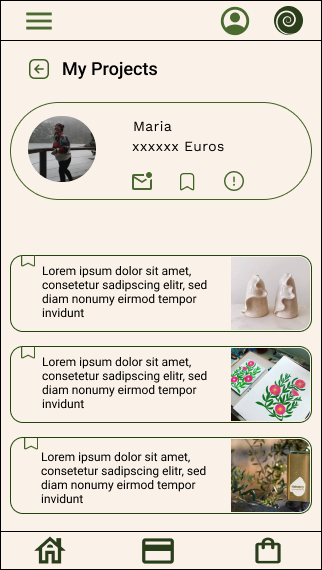 My Projects
Maria
xxxxxx Euros
Lorem ipsum dolor sit amet,
consetetur sadipscing elitr, sed
diam nonumy eirmod tempor
invidunt
Lorem ipsum dolor sit amet,
consetetur sadipscing elitr, sed
diam nonumy eirmod tempor
invidunt
Lorem ipsum dolor sit amet,
consetetur sadipscing elitr, sed
diam nonumy eirmod tempor
invidunt